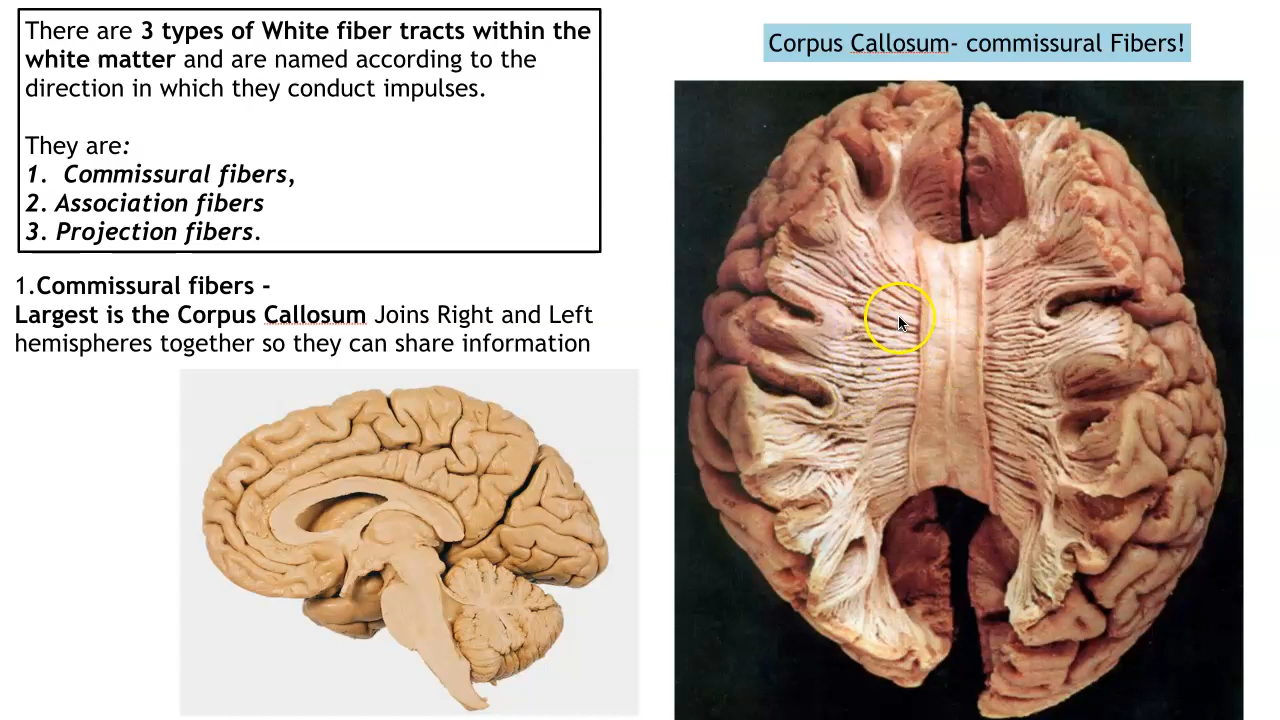 There are 3 types of White fiber tracts within the
white matter and are named according to the
direction in which they conduct impulses.
They are:
1. Commissural fibers,
2. Association fibers
3. Projection fibers.
1.Commissural fibers -
Largest is the Corpus Callosum Joins Right and Left
hemispheres together so they can share information
Corpus Callosum- commissural Fibers!